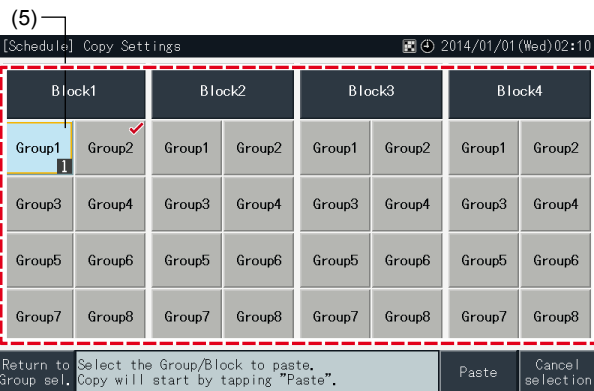 (5)
[Schedule] Copy Settings 2014/01/01(Wed)02:10
Block1 Block2 Block3 Block4
Group1 Group2 Group1 Group2 Group1 Group2 Group1 Group2
1
Group3 Group4 Group3 Group4 Group3 Group4 Group3 Group4
Group5 Group6 Group5 Group6 Group5 Group6 Group5 Group6
Group7 Group8 Group7 Group8 Group7 Group8 Group7 Group8
Return to
Group sel.
Select the Group/Block to paste.
Copy will start by tapping "Paste".
Paste
Cancel
selection